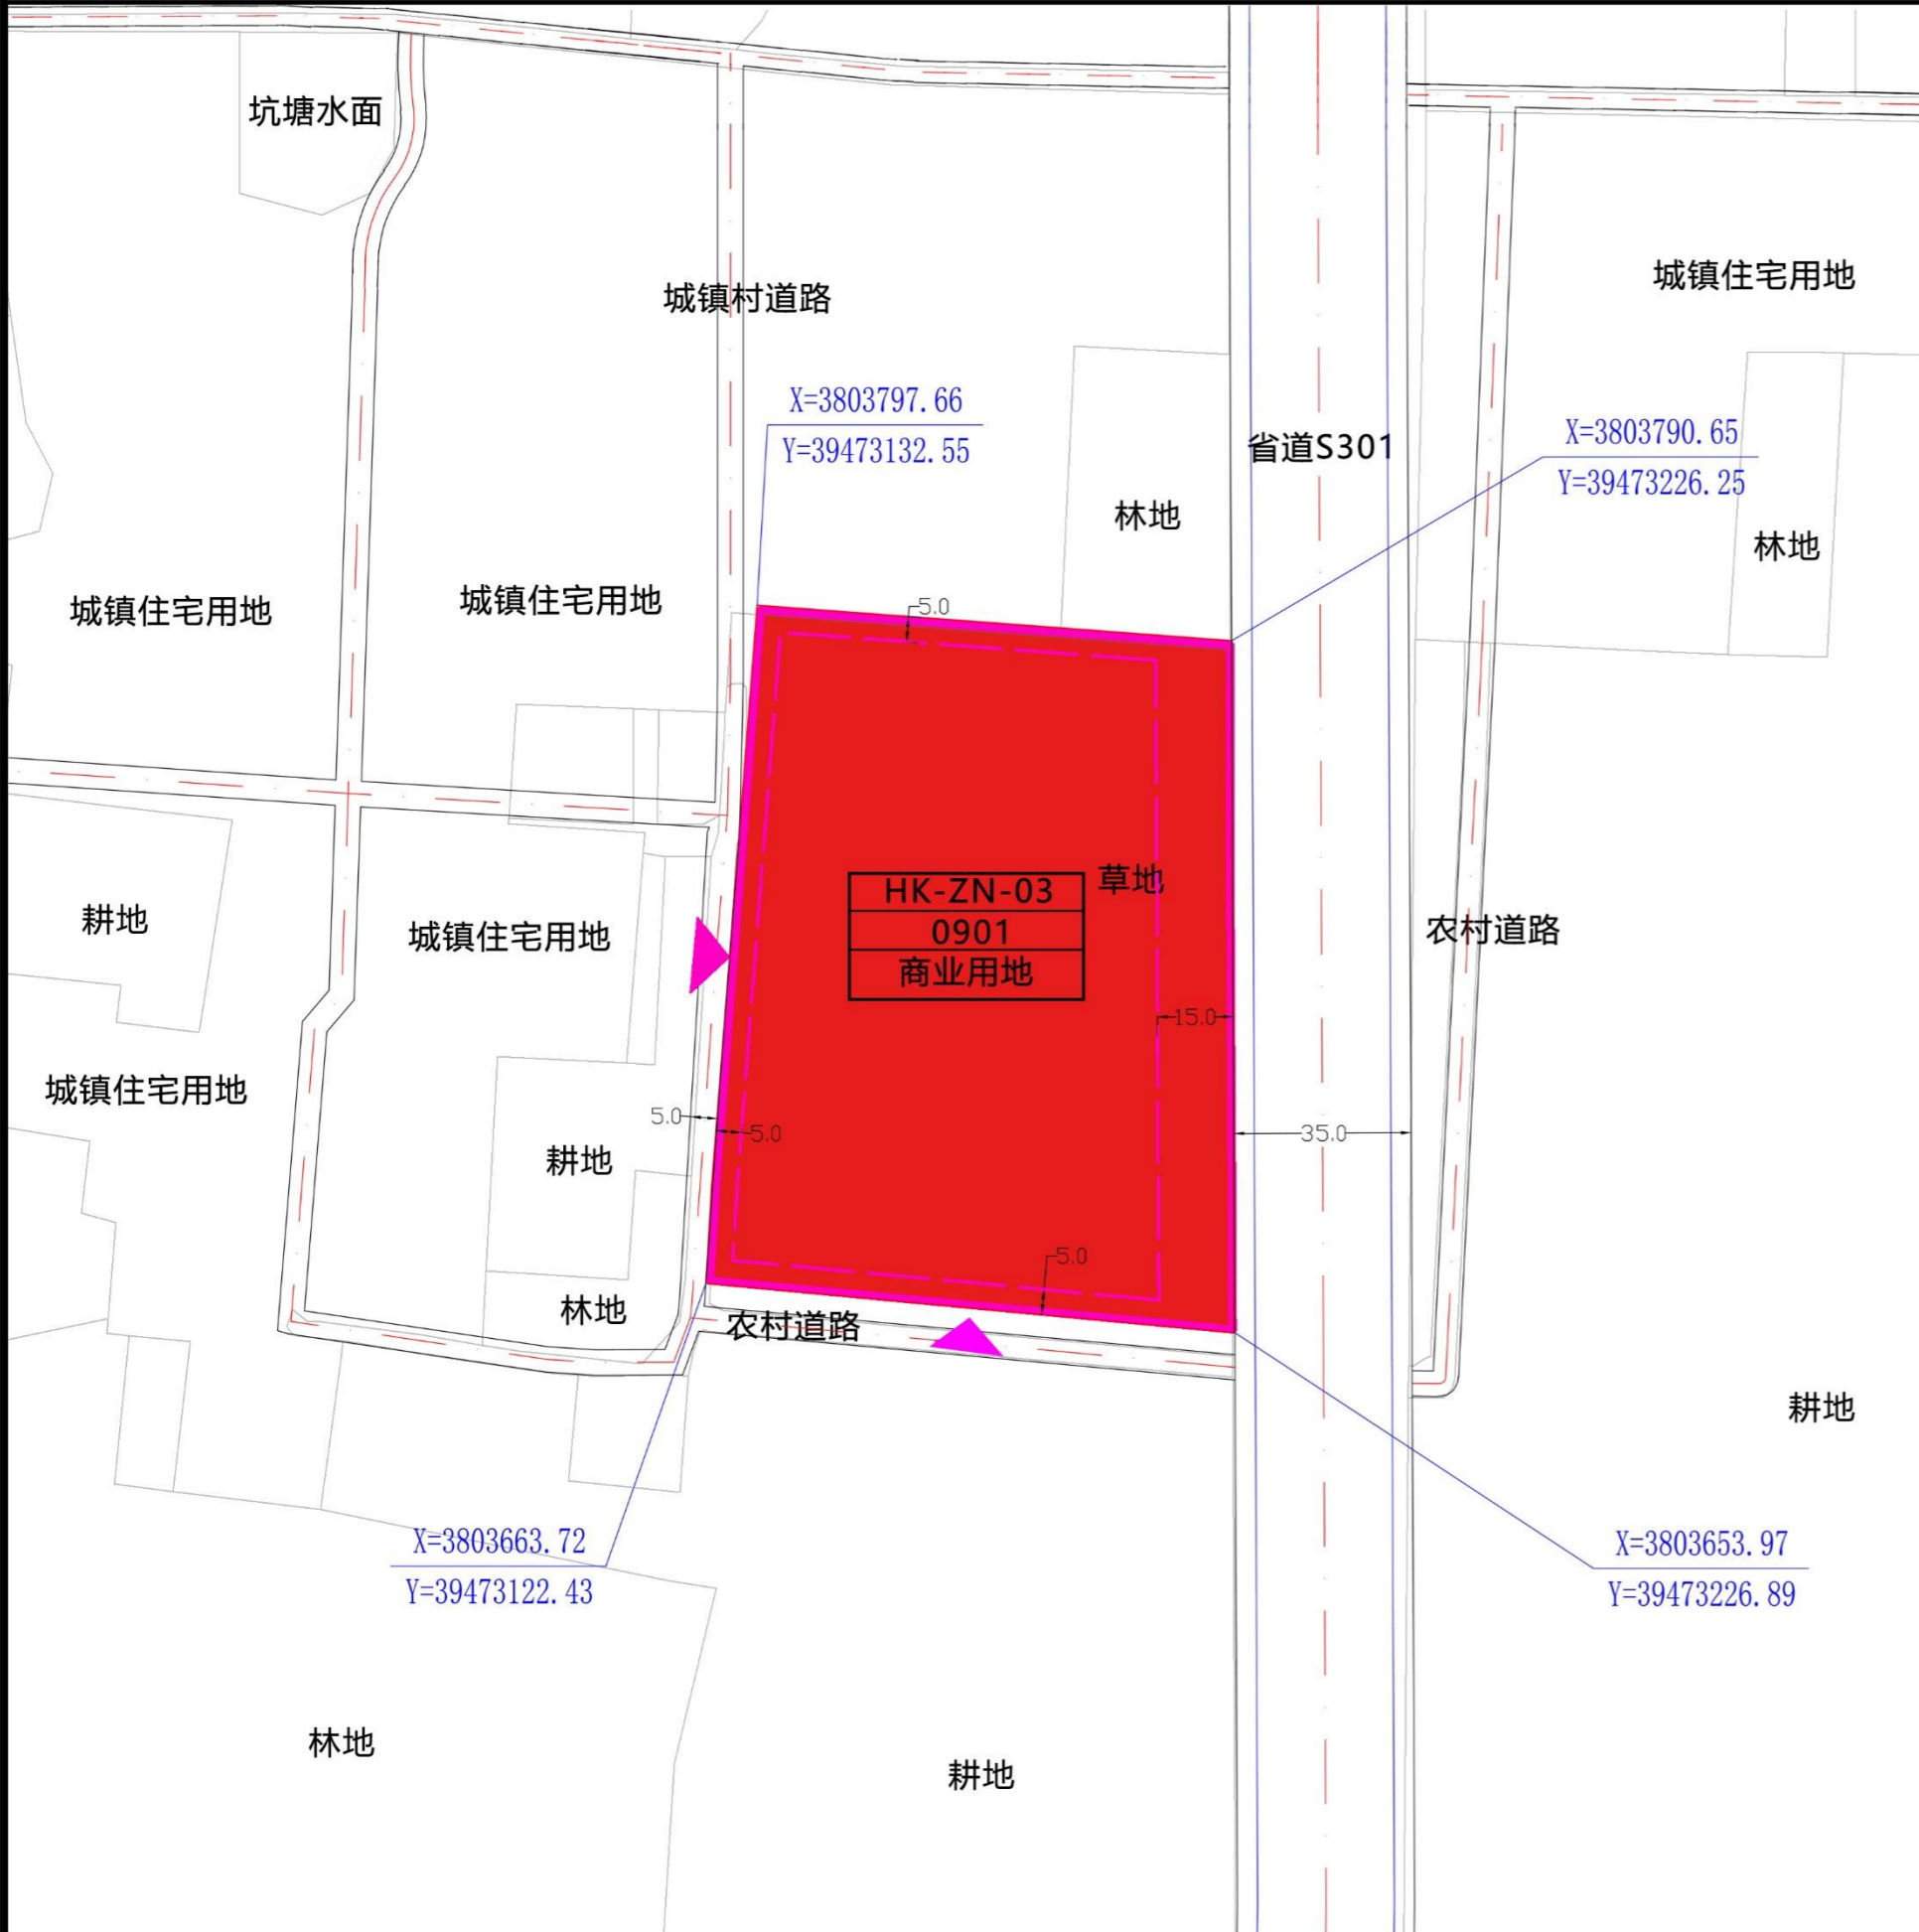 坑塘水面
城镇村道路
城镇住宅用地
X=3803797.66
Y=39473132.55
省道S301
X=3803790.65
Y=39473226.25
林地
林地
城镇住宅用地
城镇住宅用地
5.0
草地
HK-ZN-03
0901
商业用地
耕地
城镇住宅用地
农村道路
15.0
城镇住宅用地
5.0
5.0
35.0
耕地
5.0
林地
农村道路
耕地
X=3803663.72
Y=39473122.43
X=3803653.97
Y=39473226.89
林地
耕地